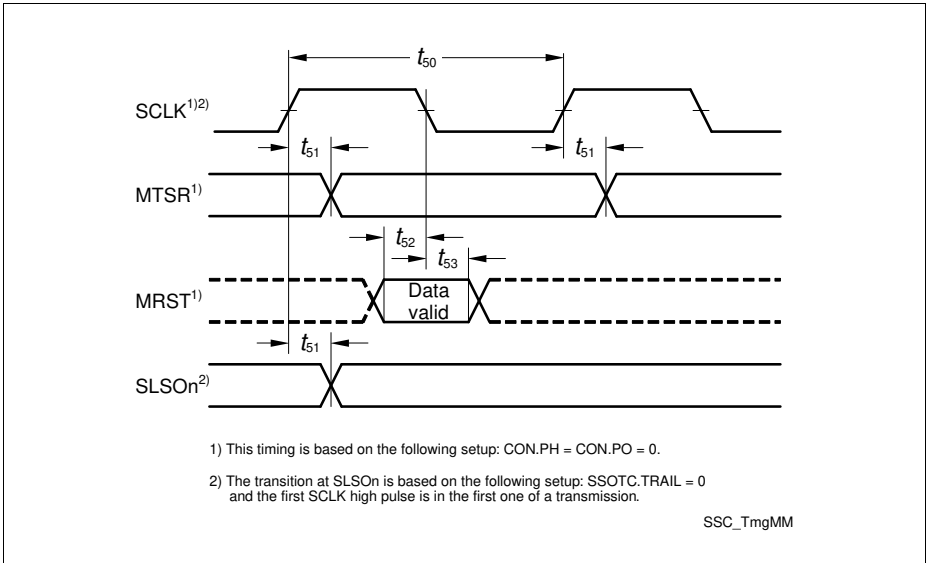 t50
SCLK1)2)
t51
t51
MTSR1)
t52
t53
MRST1)
Data
valid
t51
SLSOn2)
1) This timing is based on the following setup: CON.PH = CON.PO = 0.
2) The transition at SLSOn is based on the following setup: SSOTC.TRAIL = 0
and the first SCLK high pulse is in the first one of a transmission.
SSC_TmgMM